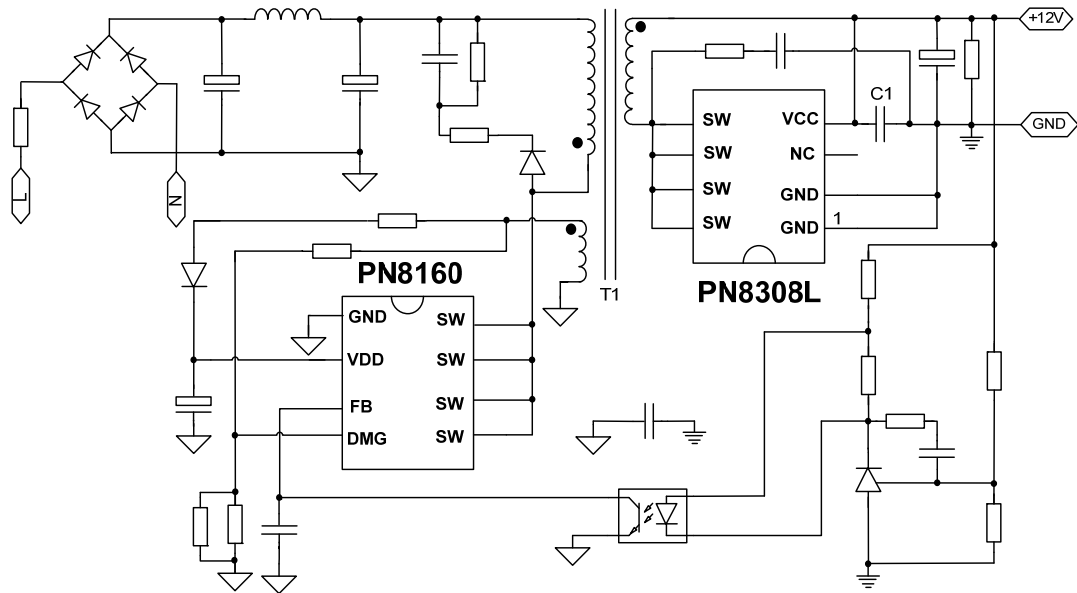 +12V
C1
SW
VCC
GND
SW
NC
SW
GND
SW
GND
1
L
N
PN8160
T1
PN8308L
GND
SW
VDD
SW
FB
SW
DMG
SW